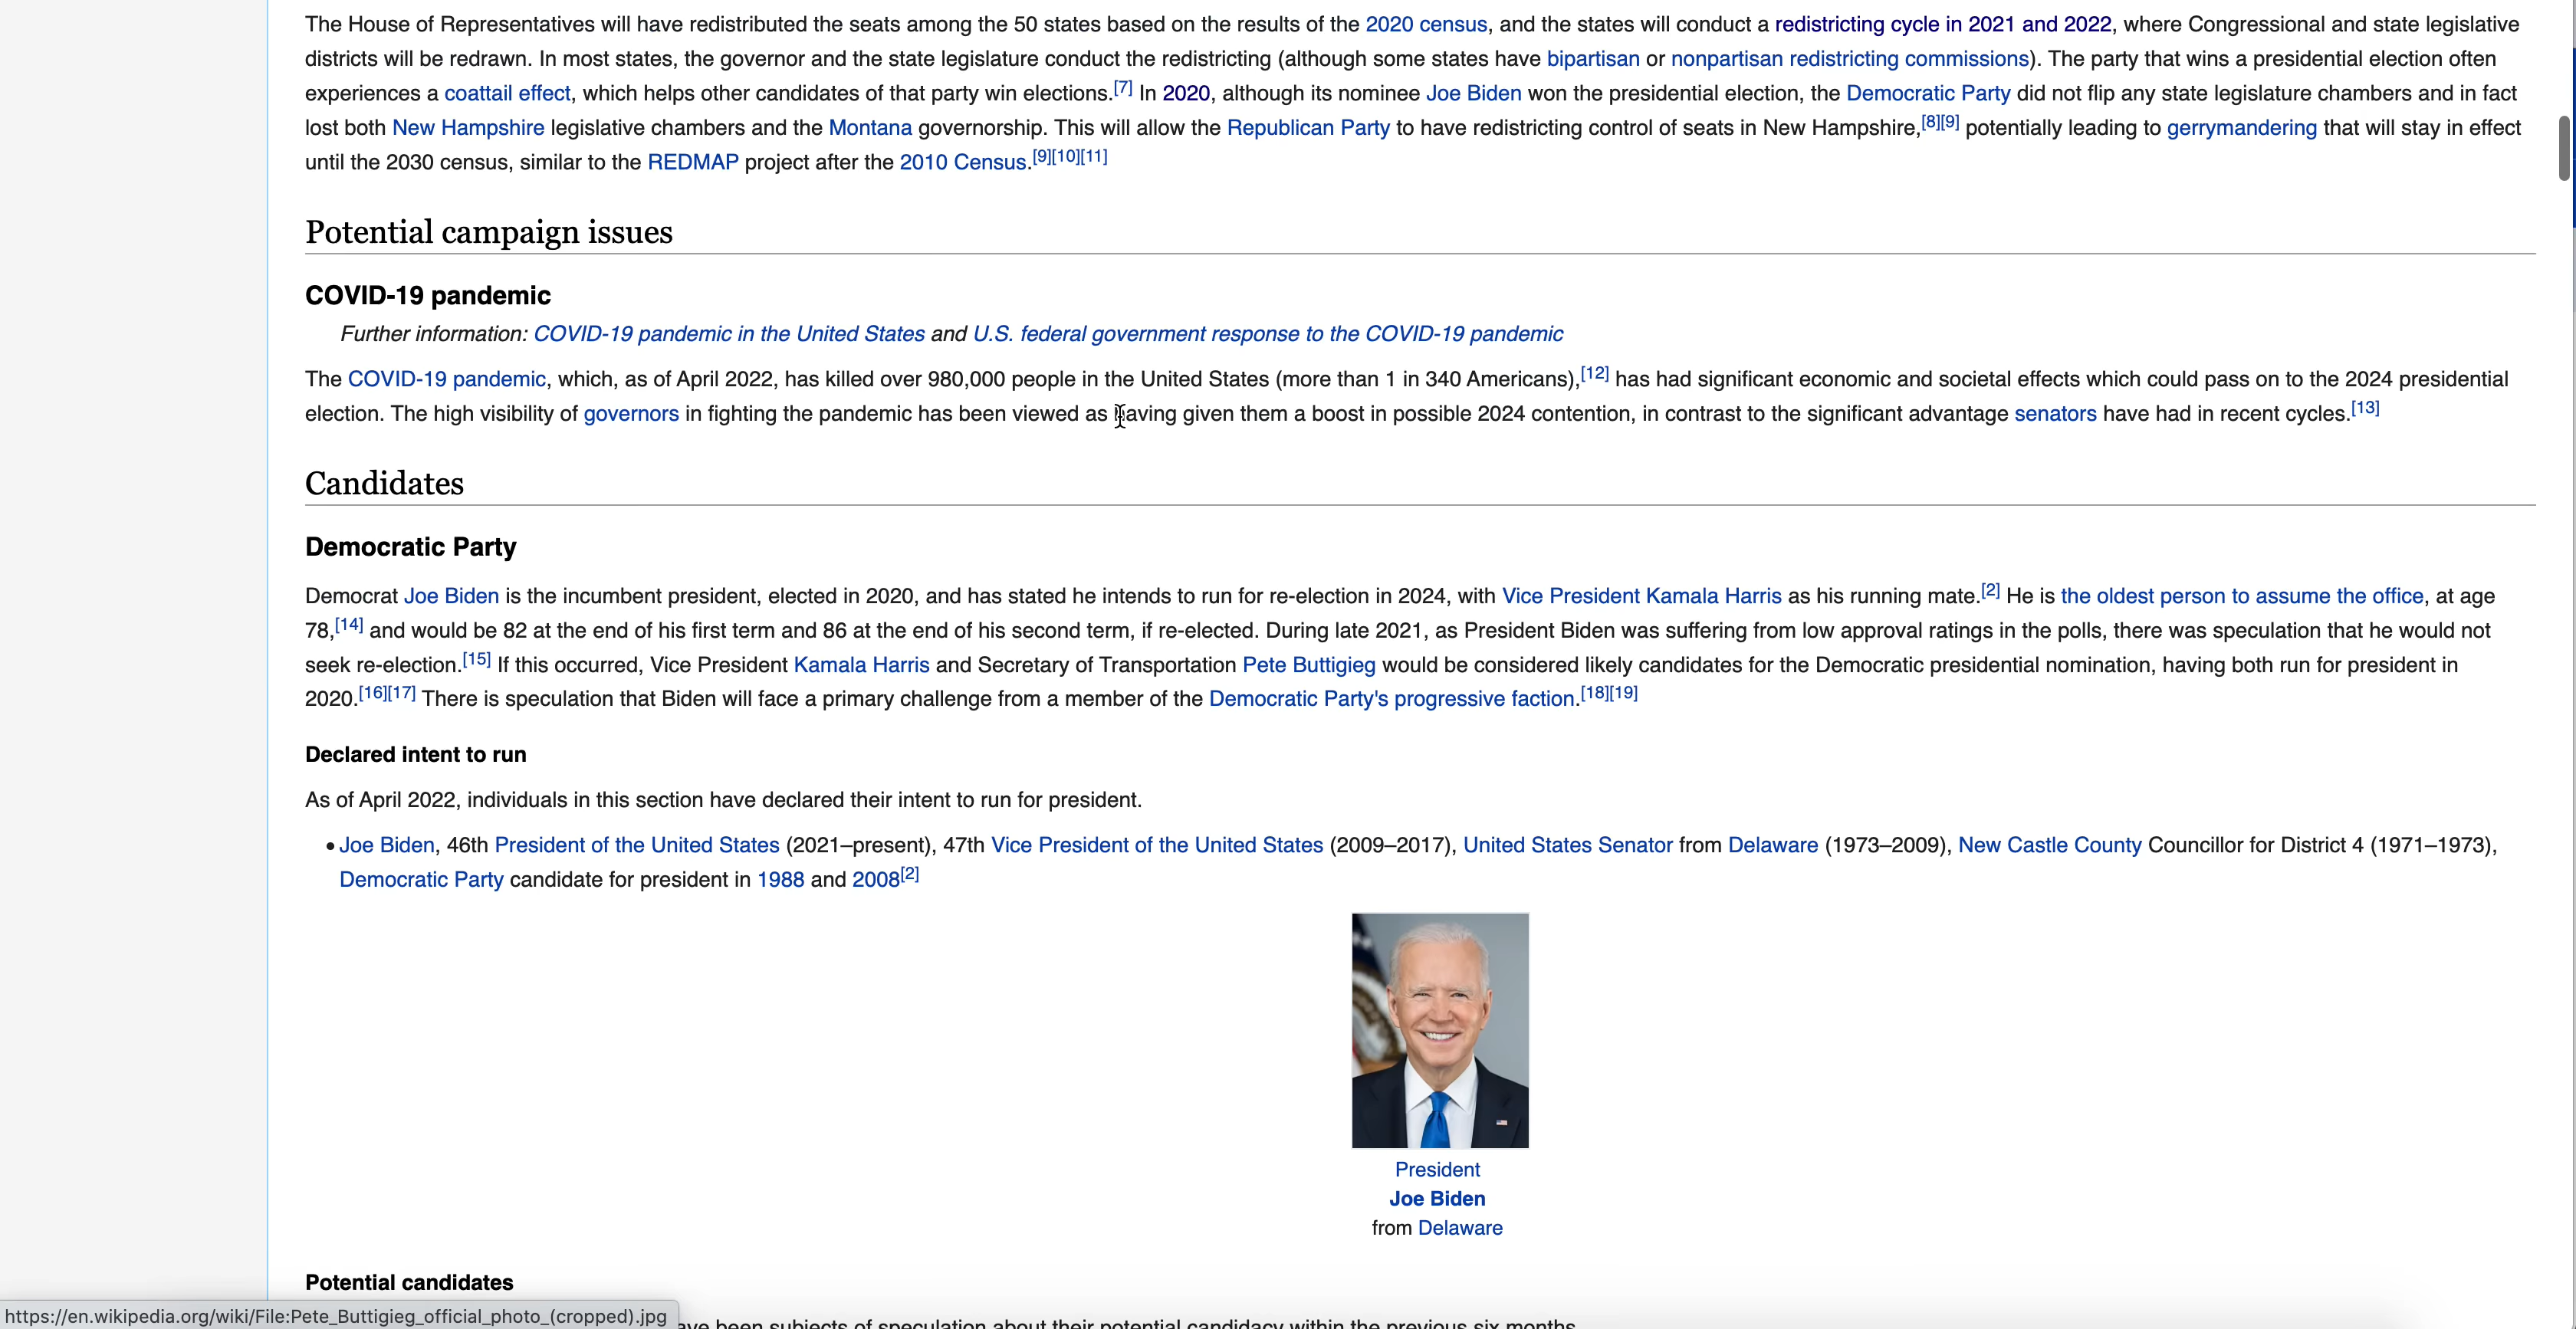 The House of Representatives will have redistributed the seats among the 50 states based on the results of the 2020 census, and the states will conduct a redistricting cycle in 2021 and 2022, where Congressional and state legislative
districts will be redrawn. In most states, the governor and the state legislature conduct the redistricting (although some states have bipartisan or nonpartisan redistricting commissions). The party that wins a presidential election often
experiences a coattail effect, which helps other candidates of that party win elections.[7] In 2020, although its nominee Joe Biden won the presidential election, the Democratic Party did not flip any state legislature chambers and in fact
lost both New Hampshire legislative chambers and the Montana governorship. This will allow the Republican Party to have redistricting control of seats in New Hampshire,[8][9] potentially leading to gerrymandering that will stay in effect
until the 2030 census, similar to the REDMAP project after the 2010 Census.[9][10][11]
Potential campaign issues
COVID-19 pandemic
Further information: COVID-19 pandemic in the United States and U.S. federal government response to the COVID-19 pandemic
The COVID-19 pandemic, which, as of April 2022, has killed over 980,000 people in the United States (more than 1 in 340 Americans),[12] has had significant economic and societal effects which could pass on to the 2024 presidential
election. The high visibility of governors in fighting the pandemic has been viewed as having given them a boost in possible 2024 contention, in contrast to the significant advantage senators have had in recent cycles.[13]
Candidates
Democratic Party
Democrat Joe Biden is the incumbent president, elected in 2020, and has stated he intends to run for re-election in 2024, with Vice President Kamala Harris as his running mate.[2] He is the oldest person to assume the office, at age
78,[14] and would be 82 at the end of his first term and 86 at the end of his second term, if re-elected. During late 2021, as President Biden was suffering from low approval ratings in the polls, there was speculation that he would not
seek re-election.[15] If this occurred, Vice President Kamala Harris and Secretary of Transportation Pete Buttigieg would be considered likely candidates for the Democratic presidential nomination, having both run for president in
2020.[16][17] There is speculation that Biden will face a primary challenge from a member of the Democratic Party's progressive faction.[18][19]
Declared intent to run
As of April 2022, individuals in this section have declared their intent to run for president.
• Joe Biden, 46th President of the United States (2021–present), 47th Vice President of the United States (2009–2017), United States Senator from Delaware (1973–2009), New Castle County Councillor for District 4 (1971–1973),
Democratic Party candidate for president in 1988 and 2008[2]
President
Joe Biden
from Delaware
Potential candidates
https://en.wikipedia.org/wiki/File:Pete_Buttigieg_official_photo_(cropped).jpg
been subjects of speculation about their potential candidacy within the previous six months